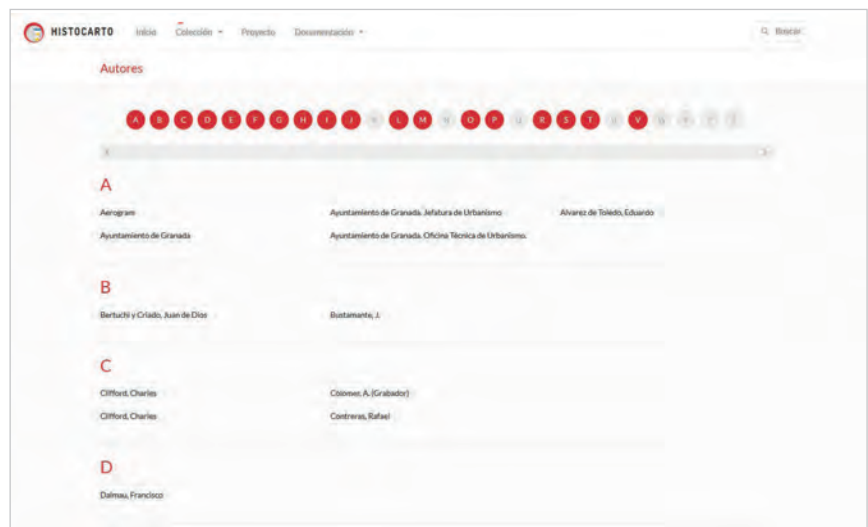 HISTOCARTO Inicio Colección Proyecto Documentación Buscar
Autores
A B C D E F G H I J K L M N O P Q R S T U V W X Y Z
A
Aerogram Ayuntamiento de Granada. Jefatura de Urbanismo Alvarez de Toledo, Eduardo
Ayuntamiento de Granada Ayuntamiento de Granada. Oficina Técnica de Urbanismo.
B
Bertuchi y Criado, Juan de Dios Bustamante, J.
C
Clifford, Charles Colomer, A. (Grabador)
Clifford, Charles Contreras, Rafael
D
Dalmau, Francisco